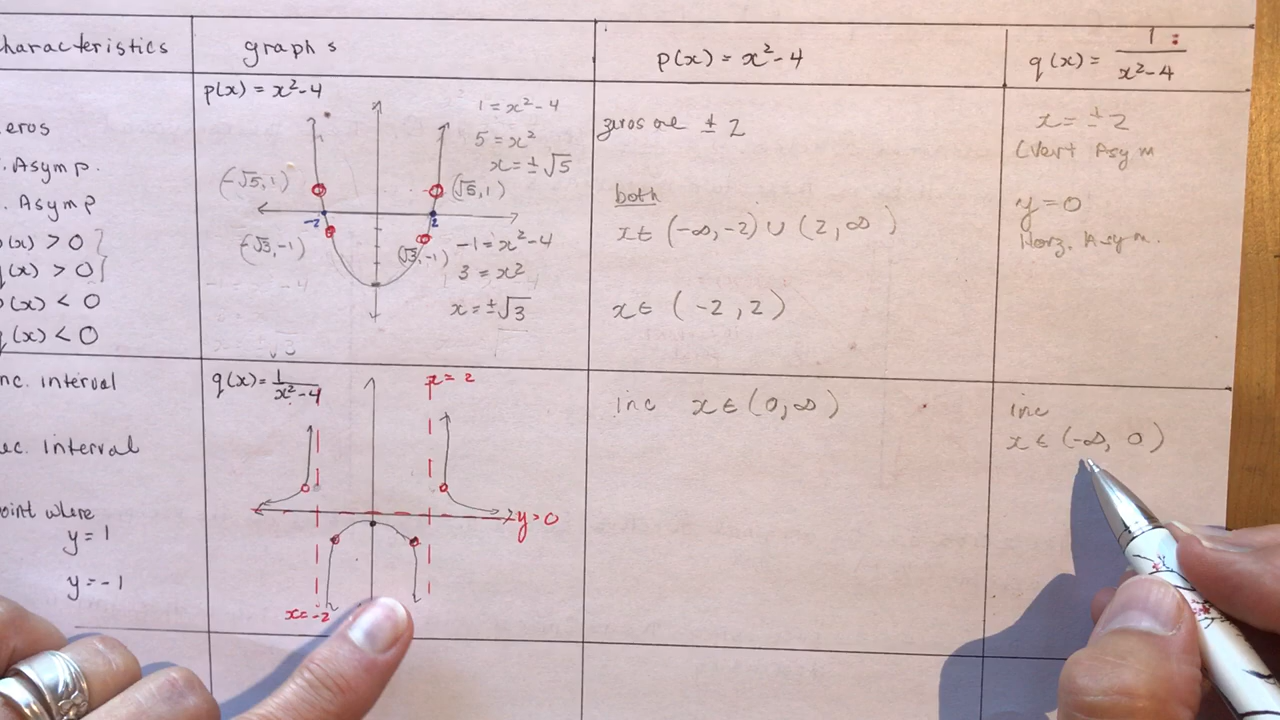 haracteristics
graphs
p(x) = x²-4
q(x) = 1/(x²-4)
eros
. Asymp.
. Asymp
(x) > 0
(x) > 0
(x) < 0
(x) < 0
p(x) = x²-4
1 = x²-4
5 = x²
x = ±√5
(-√5, 1)
(√5, 1)
-2
2
(-√3, -1)
(√3, -1)
-1 = x²-4
3 = x²
x = ±√3
zeros are ±2
both
x ∈ (-∞, -2) ∪ (2, ∞)
x ∈ (-2, 2)
x = ±2
(Vert Asym
y = 0
Horz. Asym.
nc. interval
ec. interval
oint where
y = 1
y = -1
q(x) = 1/(x²-4)
x = 2
y=0
x=-2
inc x ∈ (0, ∞)
inc
x ∈ (-∞, 0)